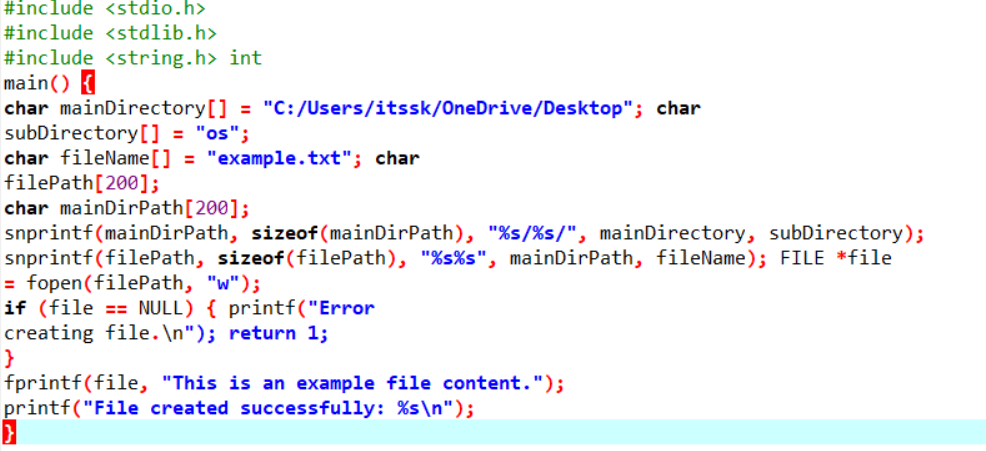 #include <stdio.h>
#include <stdlib.h>
#include <string.h> int
main() {
char mainDirectory[] = "C:/Users/itssk/OneDrive/Desktop"; char
subDirectory[] = "os";
char fileName[] = "example.txt"; char
filePath[200];
char mainDirPath[200];
snprintf(mainDirPath, sizeof(mainDirPath), "%s/%s/", mainDirectory, subDirectory);
snprintf(filePath, sizeof(filePath), "%s%s", mainDirPath, fileName); FILE *file
= fopen(filePath, "w");
if (file == NULL) { printf("Error
creating file.\n"); return 1;
}
fprintf(file, "This is an example file content.");
printf("File created successfully: %s\n");
}